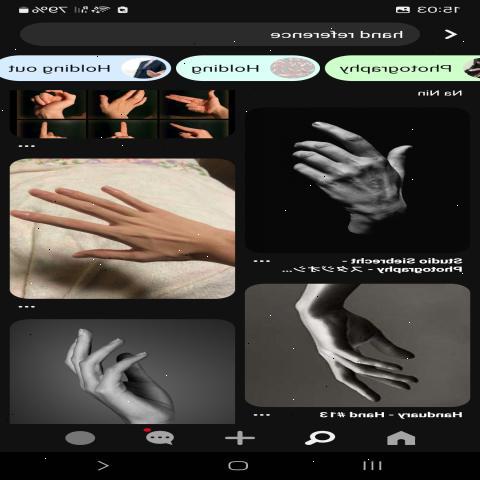 15:03
79%
hand reference
Photography
Holding
Holding out
Na Nin
Studio Siebrecht -
Photography - スタジオシ...
Handuary - Hand #13